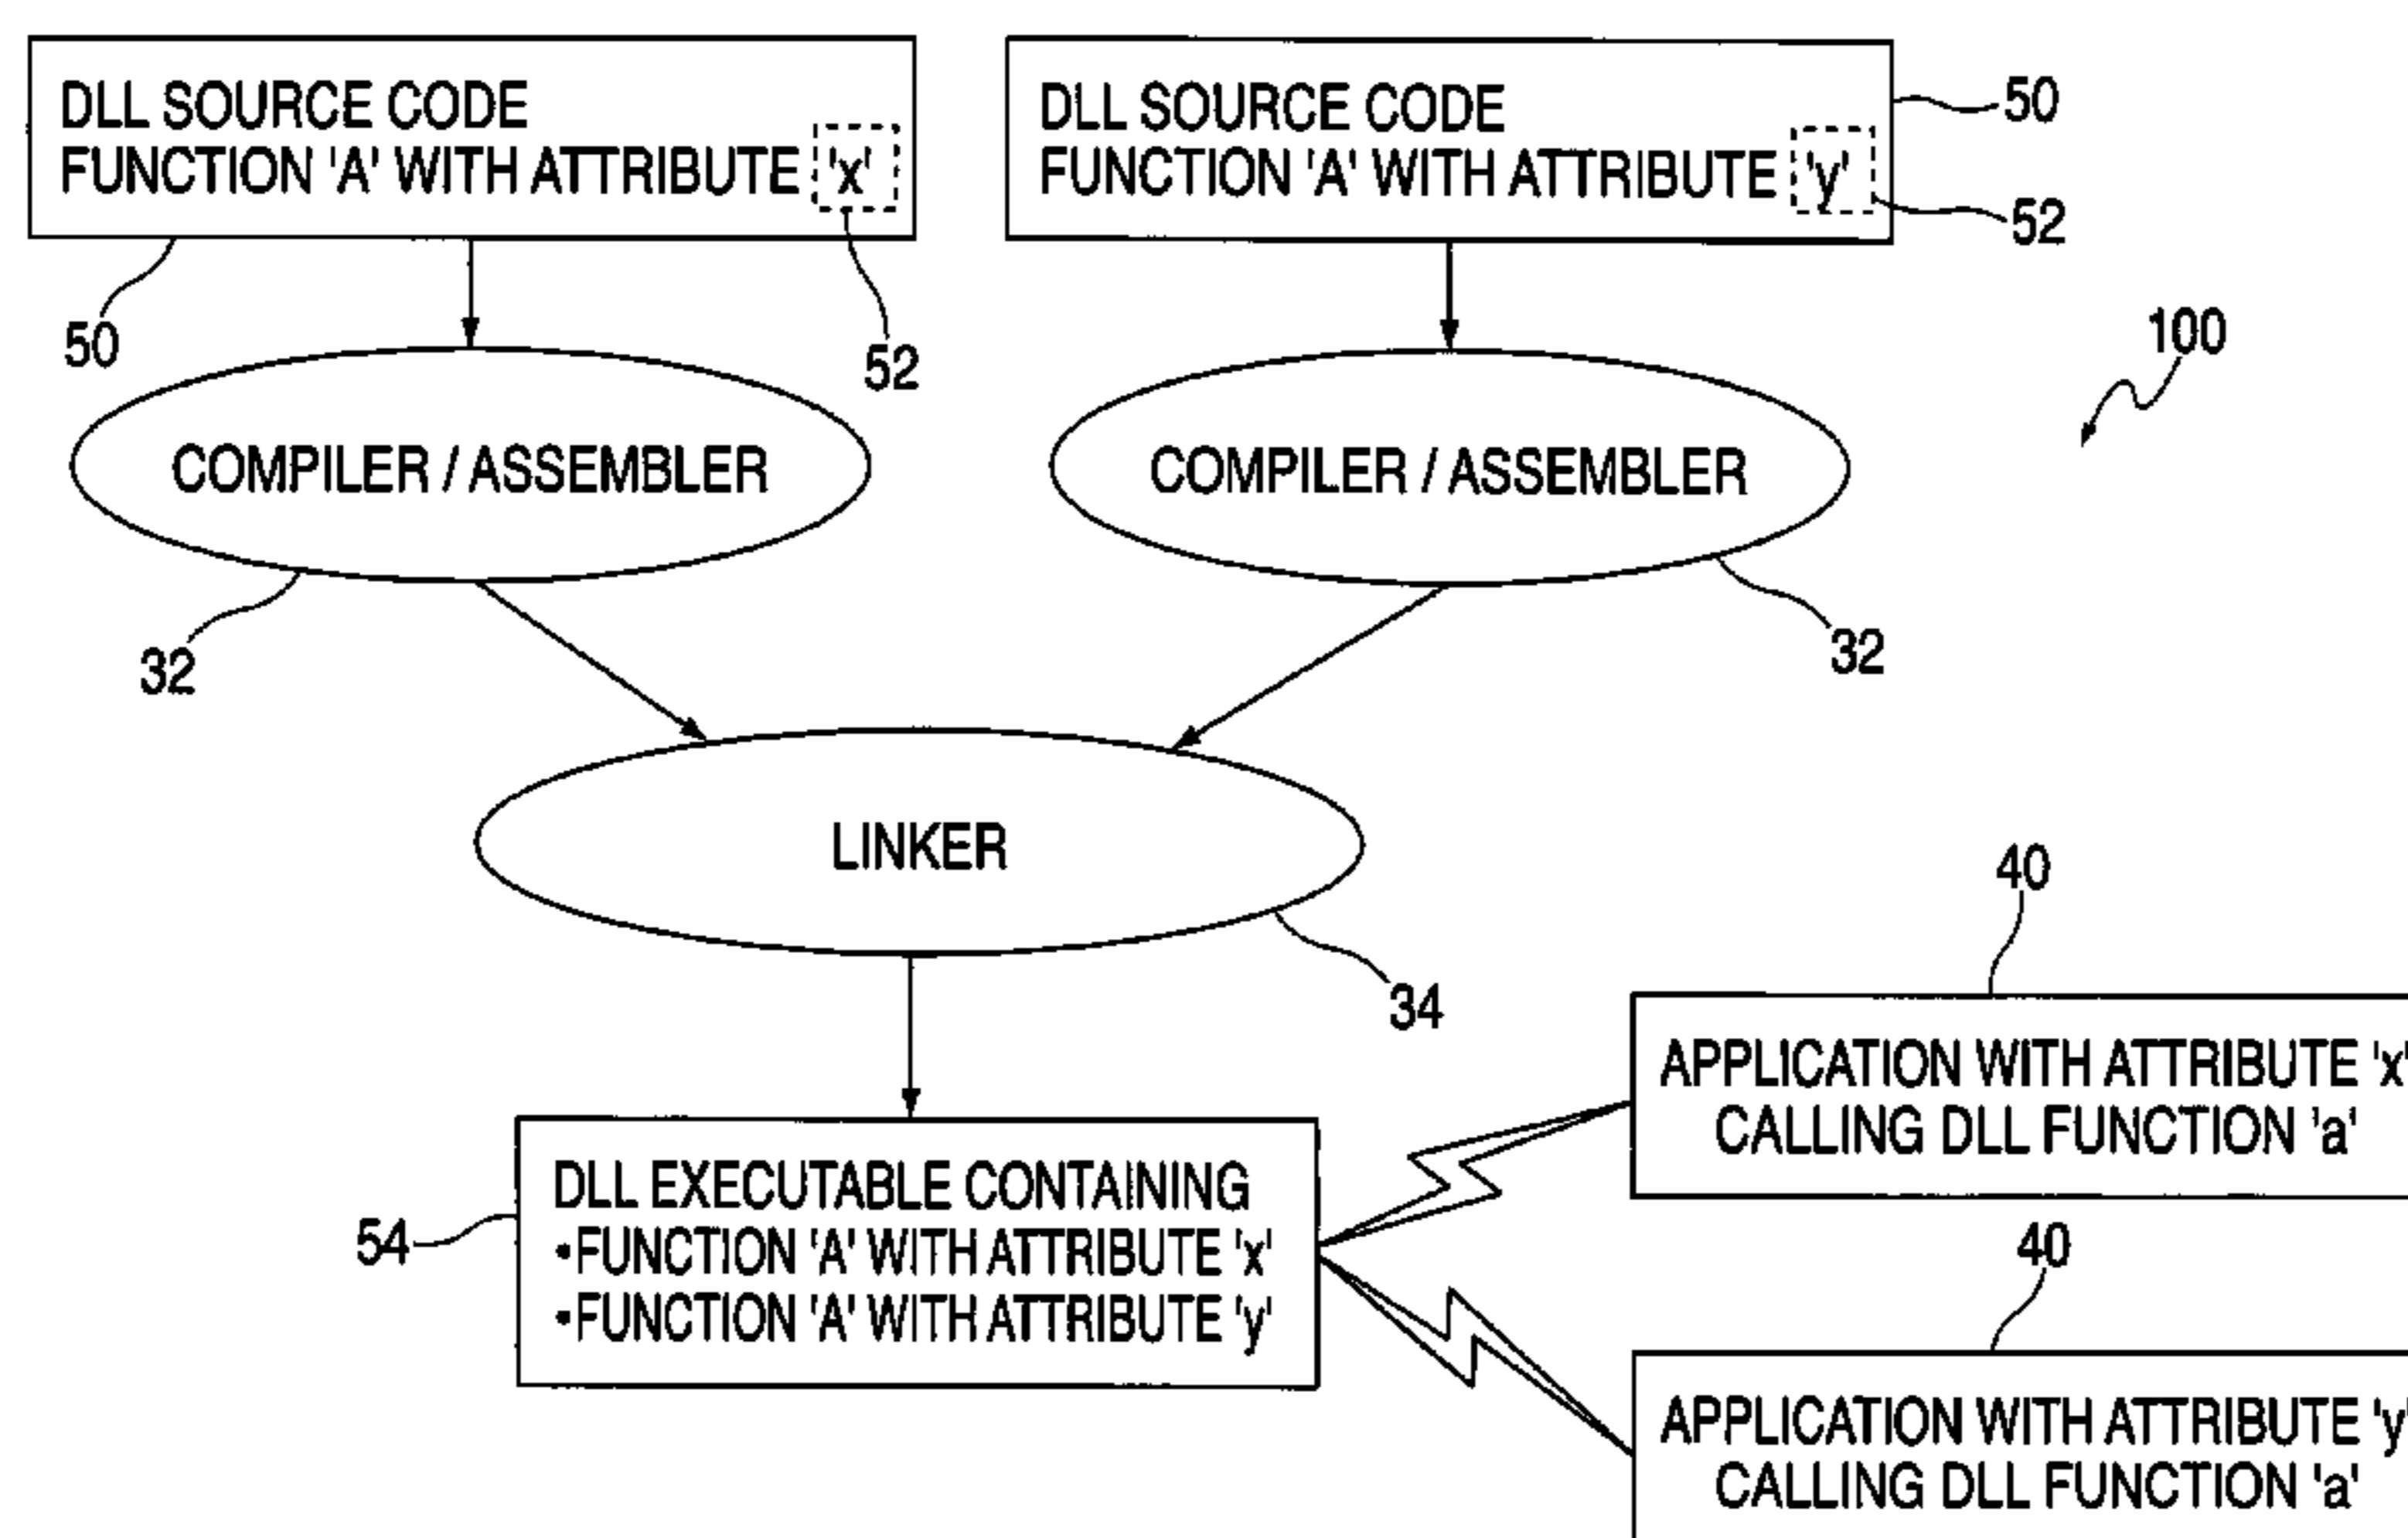 DLL SOURCE CODE
FUNCTION 'A' WITH ATTRIBUTE 'x'
DLL SOURCE CODE
FUNCTION 'A' WITH ATTRIBUTE 'y'
50
52
50
52
100
COMPILER / ASSEMBLER
COMPILER / ASSEMBLER
32
32
LINKER
34
40
APPLICATION WITH ATTRIBUTE 'x'
CALLING DLL FUNCTION 'a'
54
DLL EXECUTABLE CONTAINING
•FUNCTION 'A' WITH ATTRIBUTE 'x'
•FUNCTION 'A' WITH ATTRIBUTE 'y'
40
APPLICATION WITH ATTRIBUTE 'y'
CALLING DLL FUNCTION 'a'